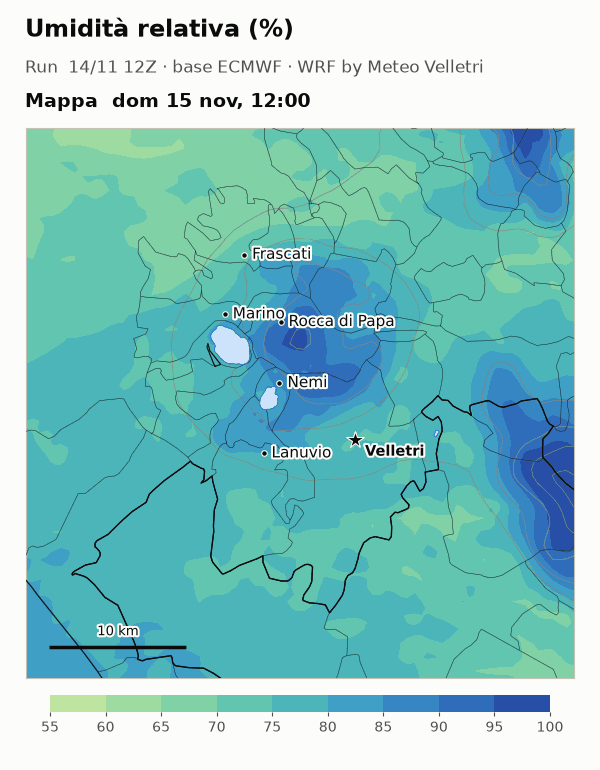 Umidità relativa (%)
Run  14/11 12Z · base ECMWF · WRF by Meteo Velletri
Mappa  dom 15 nov, 12:00
Frascati
Marino
Rocca di Papa
Nemi
Velletri
Lanuvio
10 km
55 60 65 70 75 80 85 90 95 100